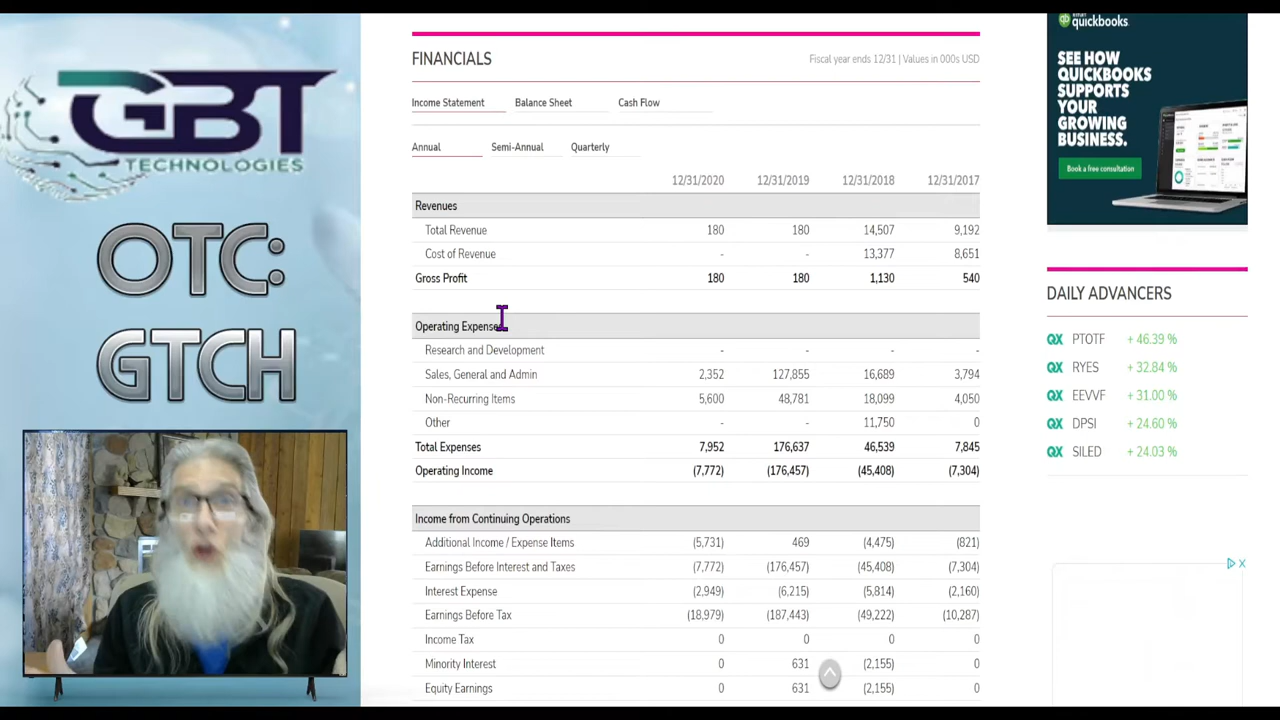 GBT
TECHNOLOGIES
OTC:
GTCH
FINANCIALS
Fiscal year ends 12/31 | Values in 000s USD
Income Statement Balance Sheet Cash Flow
Annual Semi-Annual Quarterly
12/31/2020 12/31/2019 12/31/2018 12/31/2017
Revenues
Total Revenue 180 180 14,507 9,192
Cost of Revenue - - 13,377 8,651
Gross Profit 180 180 1,130 540
Operating Expenses
Research and Development - - - -
Sales, General and Admin 2,352 127,855 16,689 3,794
Non-Recurring Items 5,600 48,781 18,099 4,050
Other - - 11,750 0
Total Expenses 7,952 176,637 46,539 7,845
Operating Income (7,772) (176,457) (45,408) (7,304)
Income from Continuing Operations
Additional Income / Expense Items (5,731) 469 (4,475) (821)
Earnings Before Interest and Taxes (7,772) (176,457) (45,408) (7,304)
Interest Expense (2,949) (6,215) (5,814) (2,160)
Earnings Before Tax (18,979) (187,443) (49,222) (10,287)
Income Tax 0 0 0 0
Minority Interest 0 631 (2,155) 0
Equity Earnings 0 631 (2,155) 0
quickbooks
SEE HOW
QUICKBOOKS
SUPPORTS
YOUR
GROWING
BUSINESS.
Book a free consultation
DAILY ADVANCERS
QX PTOTF + 46.39 %
QX RYES + 32.84 %
QX EEVVF + 31.00 %
QX DPSI + 24.60 %
QX SILED + 24.03 %